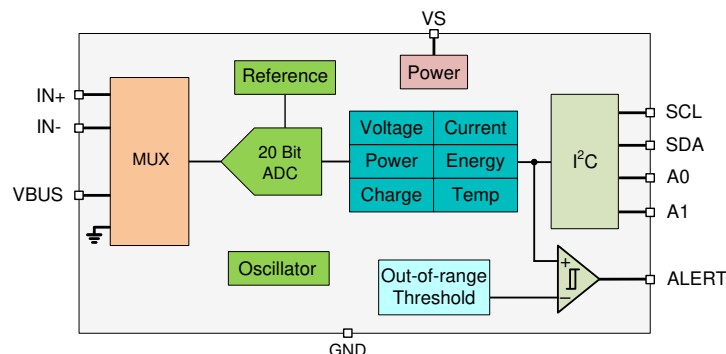 VS
Power
Reference
IN+
IN-
VBUS
MUX
20 Bit
ADC
Voltage
Current
Power
Energy
Charge
Temp
I²C
SCL
SDA
A0
A1
Oscillator
Out-of-range
Threshold
+
−
ALERT
GND